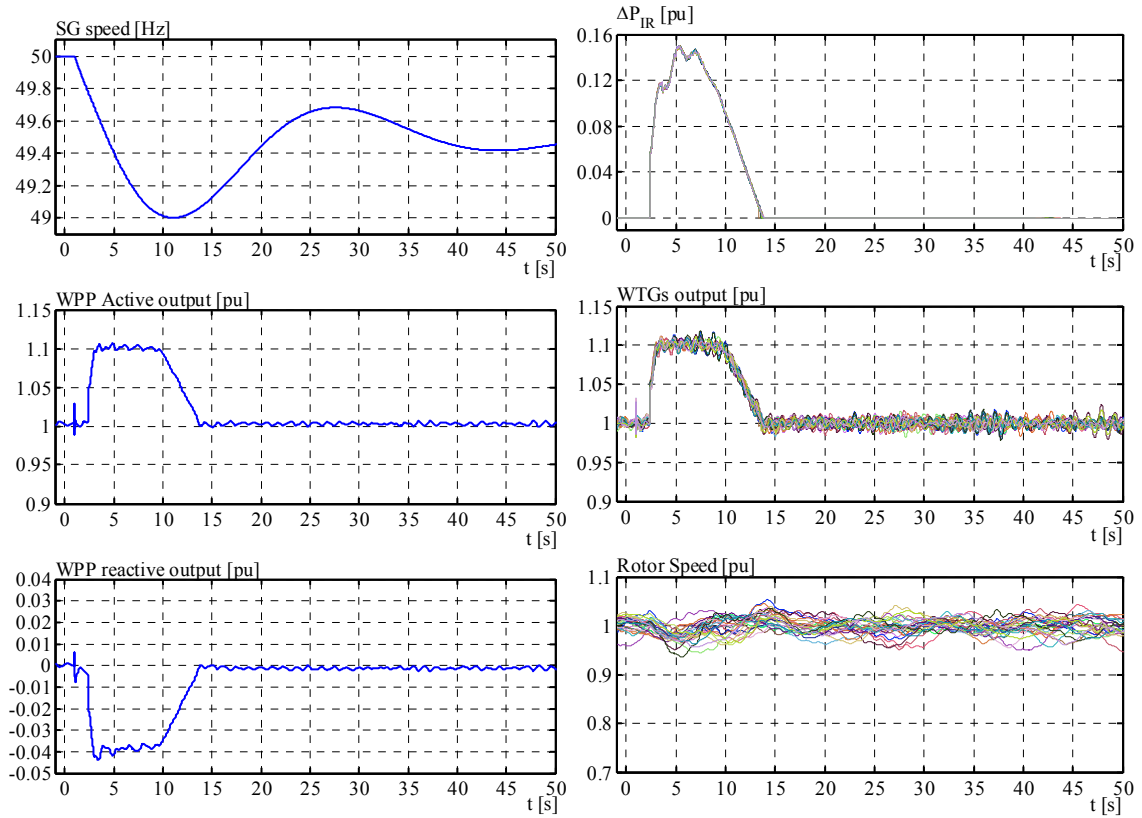 SG speed [Hz]
50
49.8
49.6
49.4
49.2
49
0 5 10 15 20 25 30 35 40 45 50
t [s]
ΔP_IR [pu]
0.16
0.12
0.08
0.04
0
0 5 10 15 20 25 30 35 40 45 50
t [s]
WPP Active output [pu]
1.15
1.10
1.05
1
0.95
0.9
0 5 10 15 20 25 30 35 40 45 50
t [s]
WTGs output [pu]
1.15
1.10
1.05
1
0.95
0.9
0 5 10 15 20 25 30 35 40 45 50
t [s]
WPP reactive output [pu]
0.04
0.03
0.04
0.01
0
-0.01
-0.02
-0.03
-0.04
-0.05
0 5 10 15 20 25 30 35 40 45 50
t [s]
Rotor Speed [pu]
1.1
1
0.9
0.8
0.7
0 5 10 15 20 25 30 35 40 45 50
t [s]